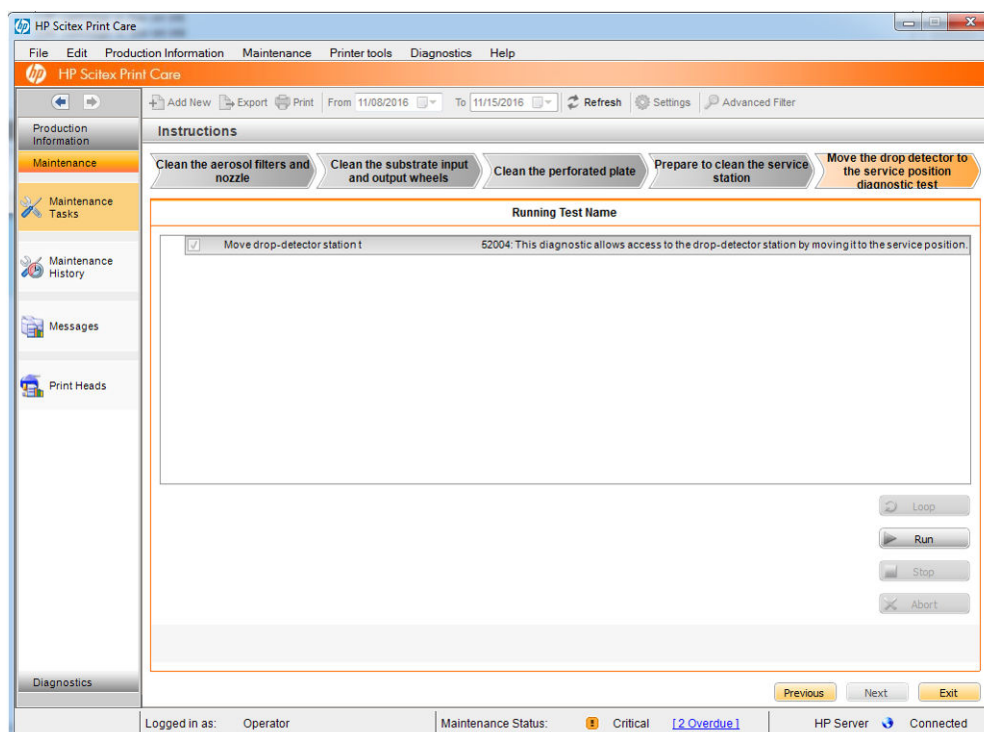 HP Scitex Print Care
File Edit Production Information Maintenance Printer tools Diagnostics Help
hp HP Scitex Print Care
Add New Export Print From 11/08/2016 To 11/15/2016 Refresh Settings Advanced Filter
Production
Information
Maintenance
Maintenance
Tasks
Maintenance
History
Messages
Print Heads
Diagnostics
Instructions
Clean the aerosol filters and
nozzle
Clean the substrate input
and output wheels
Clean the perforated plate
Prepare to clean the service
station
Move the drop detector to
the service position
diagnostic test
Running Test Name
Move drop-detector station t 52004: This diagnostic allows access to the drop-detector station by moving it to the service position.
Loop
Run
Stop
Abort
Previous Next Exit
Logged in as: Operator Maintenance Status: Critical [ 2 Overdue ] HP Server Connected